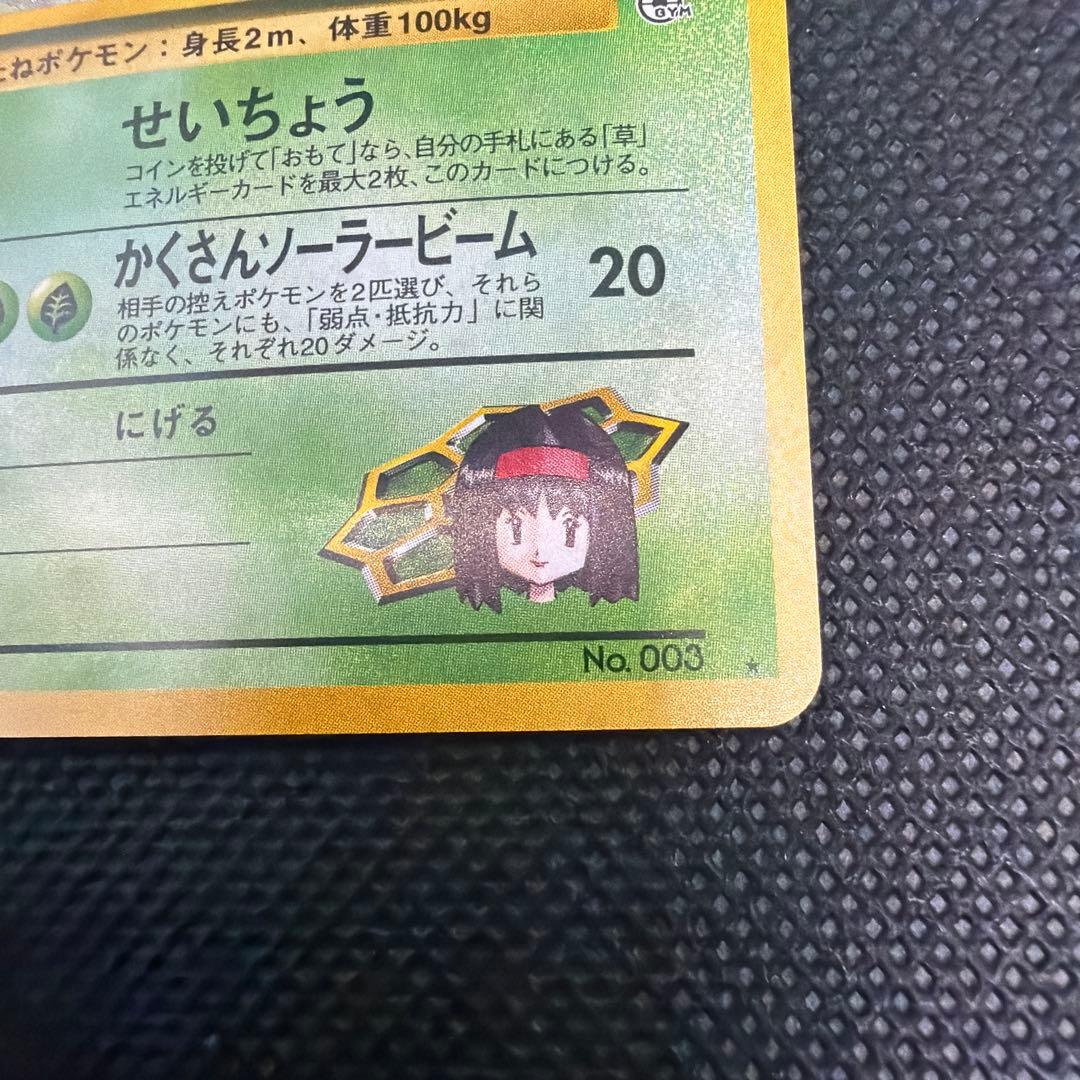 たねポケモン：身長2m、体重100kg
GYM
せいちょう
コインを投げて「おもて」なら、自分の手札にある「草」
エネルギーカードを最大2枚、このカードにつける。
かくさんソーラービーム 20
相手の控えポケモンを2匹選び、それら
のポケモンにも、「弱点・抵抗力」に関
係なく、それぞれ20ダメージ。
にげる
No. 003 ★